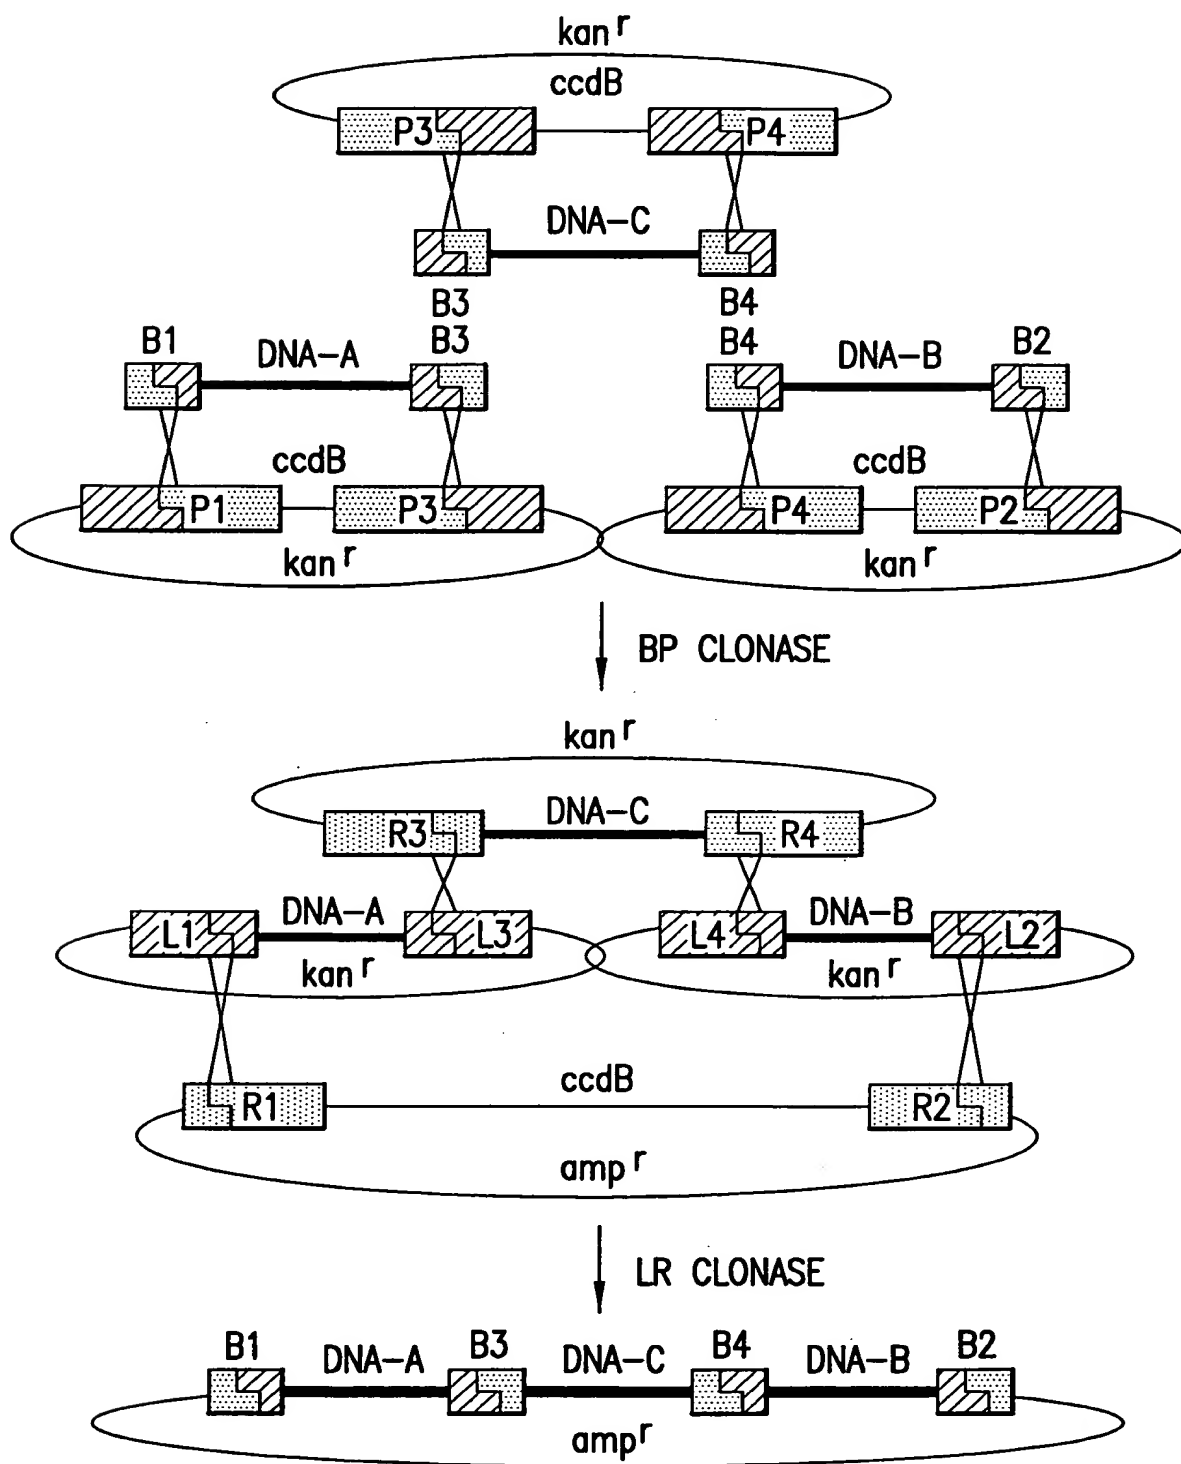 kan r
ccdB
P3 P4
DNA-C
B3 B4
B1 DNA-A B3 B4 DNA-B B2
ccdB ccdB
P1 P3 P4 P2
kan r kan r
BP CLONASE
kan r
DNA-C
R3 R4
DNA-A DNA-B
L1 L3 L4 L2
kan r kan r
ccdB
R1 R2
amp r
LR CLONASE
B1 DNA-A B3 DNA-C B4 DNA-B B2
amp r